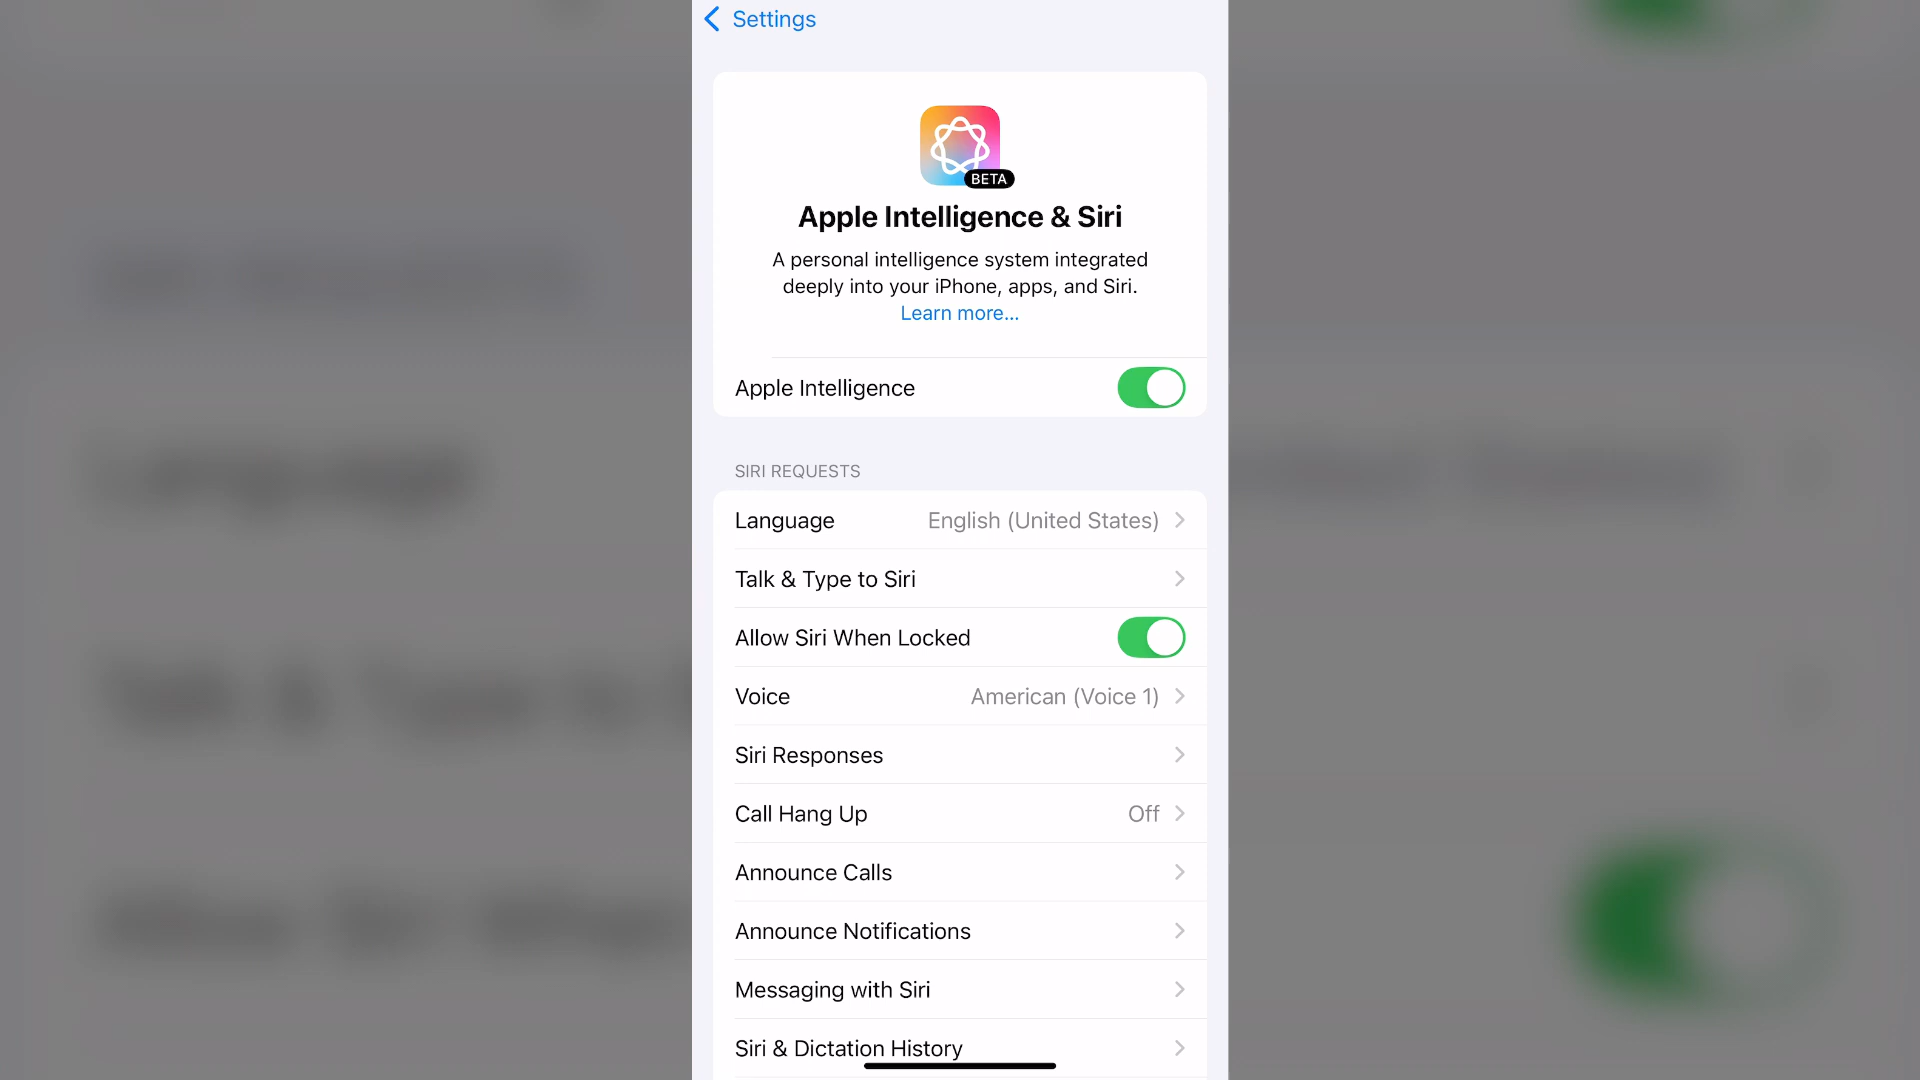 Settings
BETA
Apple Intelligence & Siri
A personal intelligence system integrated
deeply into your iPhone, apps, and Siri.
Learn more...
Apple Intelligence
SIRI REQUESTS
Language English (United States)
Talk & Type to Siri
Allow Siri When Locked
Voice American (Voice 1)
Siri Responses
Call Hang Up Off
Announce Calls
Announce Notifications
Messaging with Siri
Siri & Dictation History